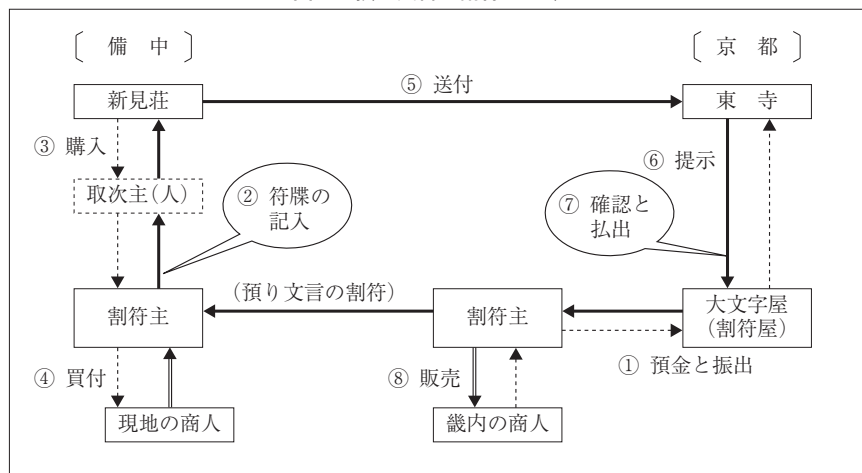 〔備中〕
〔京都〕
⑤ 送付
新見荘
東寺
③ 購入
⑥ 提示
取次主(人)
② 符牒の
記入
⑦ 確認と
払出
(預り文言の割符)
割符主
割符主
大文字屋
(割符屋)
④ 買付
⑧ 販売
① 預金と振出
現地の商人
畿内の商人